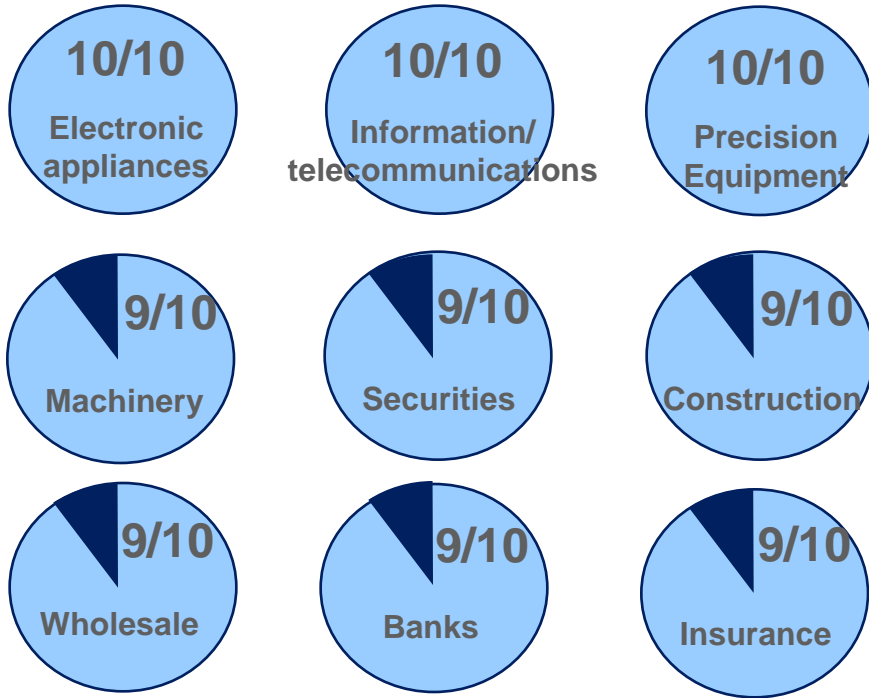 10/10
Electronic
appliances
10/10
Information/
telecommunications
10/10
Precision
Equipment
9/10
Machinery
9/10
Securities
9/10
Construction
9/10
Wholesale
9/10
Banks
9/10
Insurance